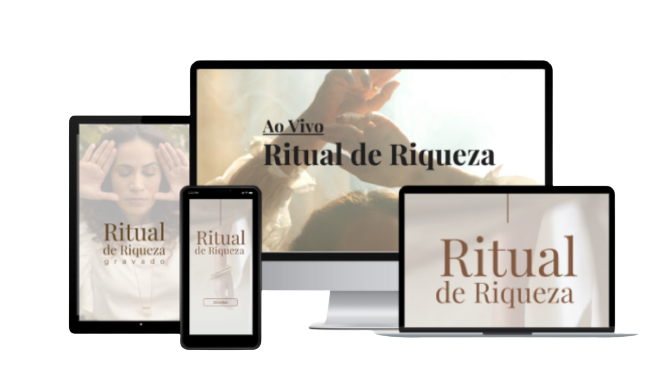 Ao Vivo
Ritual de Riqueza
Ritual
de Riqueza
gravado
Ritual
de Riqueza
Ritual
de Riqueza